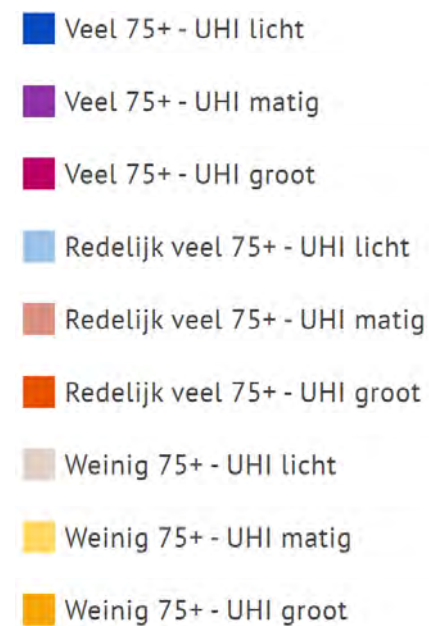 Veel 75+ - UHI licht
Veel 75+ - UHI matig
Veel 75+ - UHI groot
Redelijk veel 75+ - UHI licht
Redelijk veel 75+ - UHI matig
Redelijk veel 75+ - UHI groot
Weinig 75+ - UHI licht
Weinig 75+ - UHI matig
Weinig 75+ - UHI groot